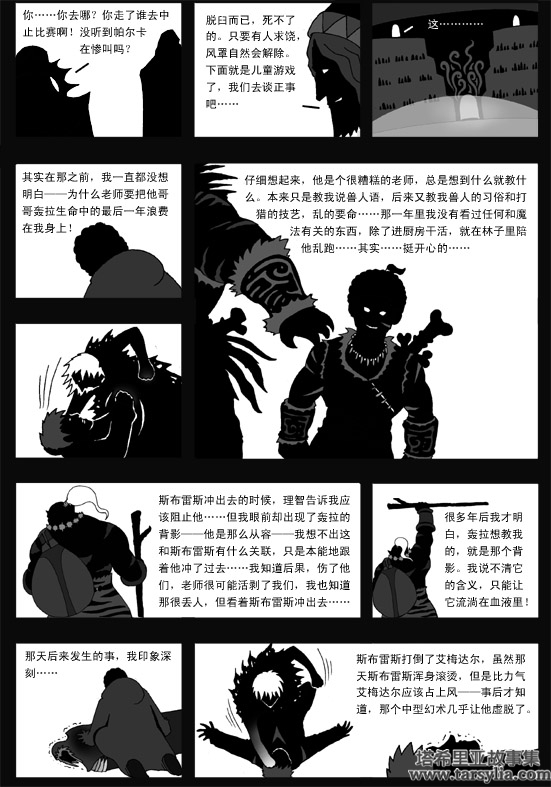 你……你去哪？你走了谁去中
止比赛啊！没听到帕尔卡
在惨叫吗？
脱臼而已，死不了
的。只要有人求饶，
风罩自然会解除。
下面就是儿童游戏
了，我们去谈正事
吧……
这…………
其实在那之前，我一直都没想
明白——为什么老师要把他哥
哥轰拉生命中的最后一年浪费
在我身上！
仔细想起来，他是个很糟糕的老师，总是想到什么就教什
么。本来只是教我说兽人语，后来又教我兽人的习俗和打
猎的技艺，乱的要命……那一年里我没有看过任何和魔
法有关的东西，除了进厨房干活，就在林子里陪
他乱跑……其实……挺开心的……
斯布雷斯冲出去的时候，理智告诉我应
该阻止他……但我眼前却出现了轰拉的
背影——他是那么从容——我想不出这
和斯布雷斯有什么关联，只是本能地跟
着他冲了过去……我知道后果，伤了他
们，老师很可能活剥了我们，我也知道
那很丢人，但看着斯布雷斯冲出去……
很多年后我才明
白，轰拉想教我
的，就是那个背
影。我说不清它
的含义，只能让
它流淌在血液里！
那天后来发生的事，我印象深
刻……
斯布雷斯打倒了艾梅达尔，虽然那
天斯布雷斯浑身滚烫，但是比力气
艾梅达尔应该占上风——事后才知
道，那个中型幻术几乎让他虚脱了。
塔希里亚故事集
www.tarsylia.com